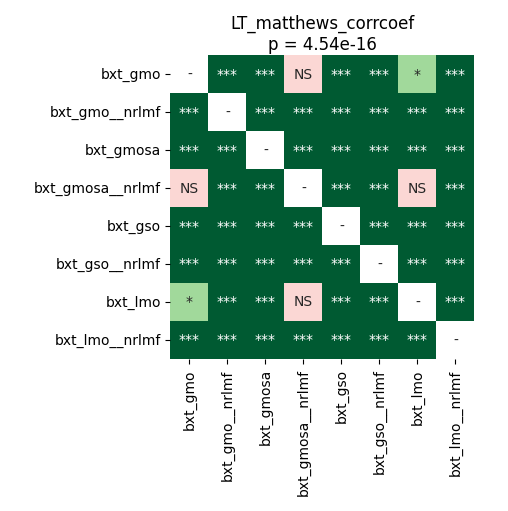 LT_matthews_corrcoef
p = 4.54e-16
bxt_gmo - *** *** NS *** *** * ***
bxt_gmo__nrlmf *** - *** *** *** *** *** ***
bxt_gmosa *** *** - *** *** *** *** ***
bxt_gmosa__nrlmf NS *** *** - *** *** NS ***
bxt_gso *** *** *** *** - *** *** ***
bxt_gso__nrlmf *** *** *** *** *** - *** ***
bxt_lmo * *** *** NS *** *** - ***
bxt_lmo__nrlmf *** *** *** *** *** *** *** -
bxt_gmo
bxt_gmo__nrlmf
bxt_gmosa
bxt_gmosa__nrlmf
bxt_gso
bxt_gso__nrlmf
bxt_lmo
bxt_lmo__nrlmf